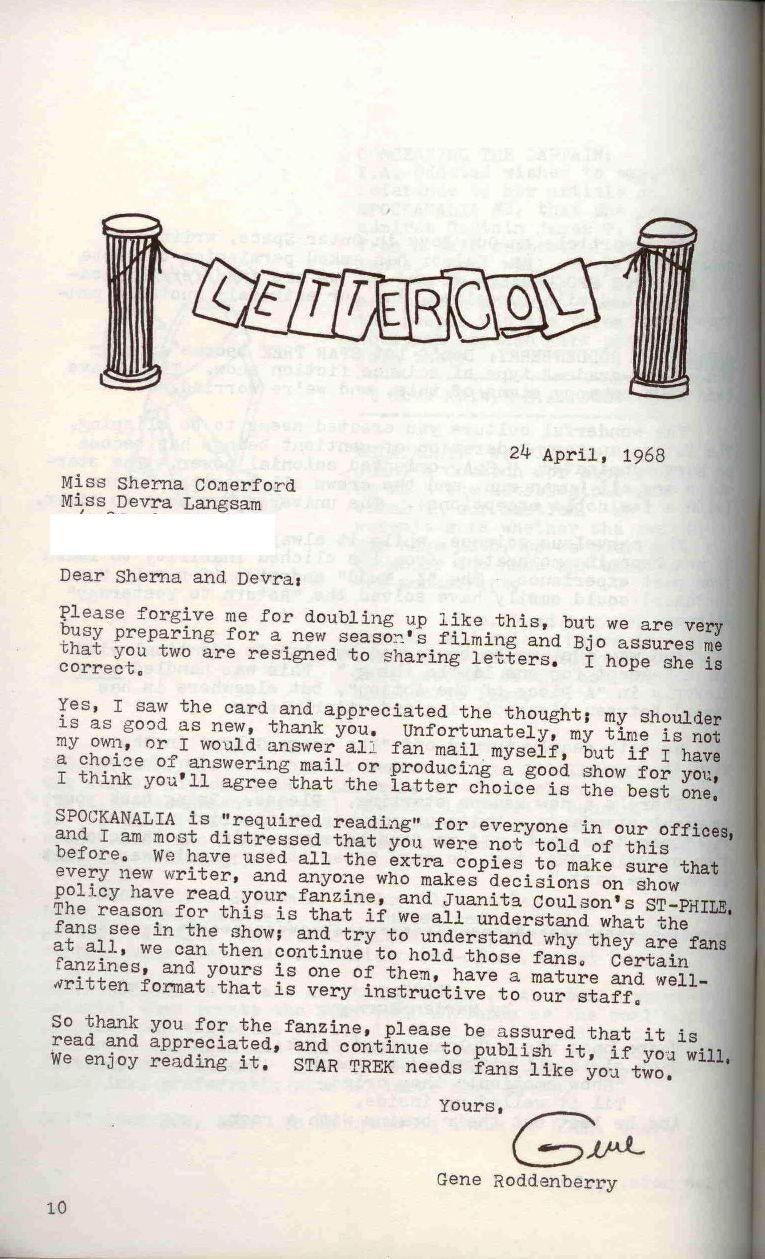 LETTERCOL
24 April, 1968
Miss Sherna Comerford
Miss Devra Langsam
Dear Sherna and Devra:
Please forgive me for doubling up like this, but we are very
busy preparing for a new season's filming and Bjo assures me
that you two are resigned to sharing letters. I hope she is
correct.
Yes, I saw the card and appreciated the thought; my shoulder
is as good as new, thank you. Unfortunately, my time is not
my own, or I would answer all fan mail myself, but if I have
a choice of answering mail or producing a good show for you,
I think you'll agree that the latter choice is the best one.
SPOCKANALIA is "required reading" for everyone in our offices,
and I am most distressed that you were not told of this
before. We have used all the extra copies to make sure that
every new writer, and anyone who makes decisions on show
policy have read your fanzine, and Juanita Coulson's ST-PHILE.
The reason for this is that if we all understand what the
fans see in the show; and try to understand why they are fans
at all, we can then continue to hold those fans. Certain
fanzines, and yours is one of them, have a mature and well-
written format that is very instructive to our staff.
So thank you for the fanzine, please be assured that it is
read and appreciated, and continue to publish it, if you will.
We enjoy reading it. STAR TREK needs fans like you two.
Yours,
Gene
Gene Roddenberry
10